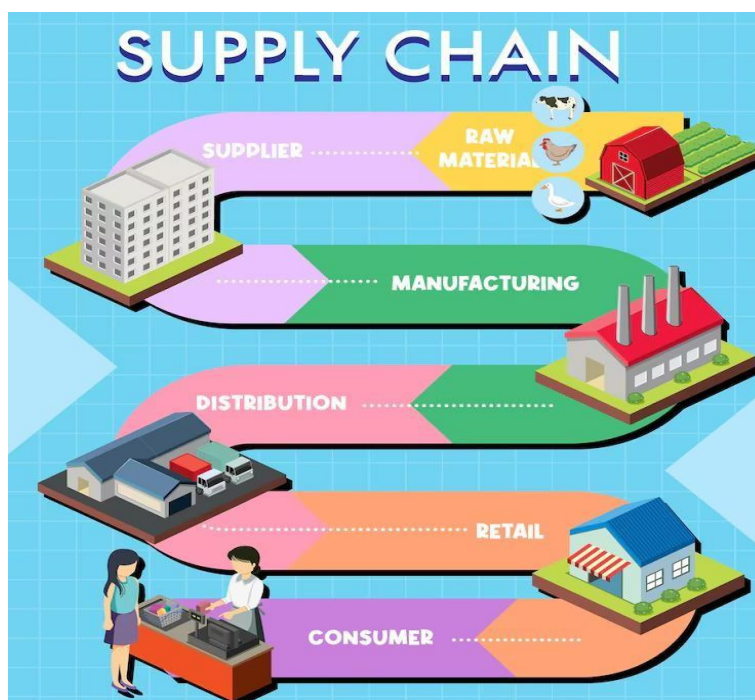 SUPPLY CHAIN
SUPPLIER
RAW
MATERIAL
MANUFACTURING
DISTRIBUTION
RETAIL
CONSUMER